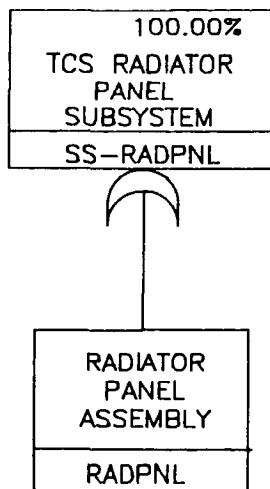 100.00%
TCS RADIATOR
PANEL
SUBSYSTEM
SS-RADPNL
RADIATOR
PANEL
ASSEMBLY
RADPNL